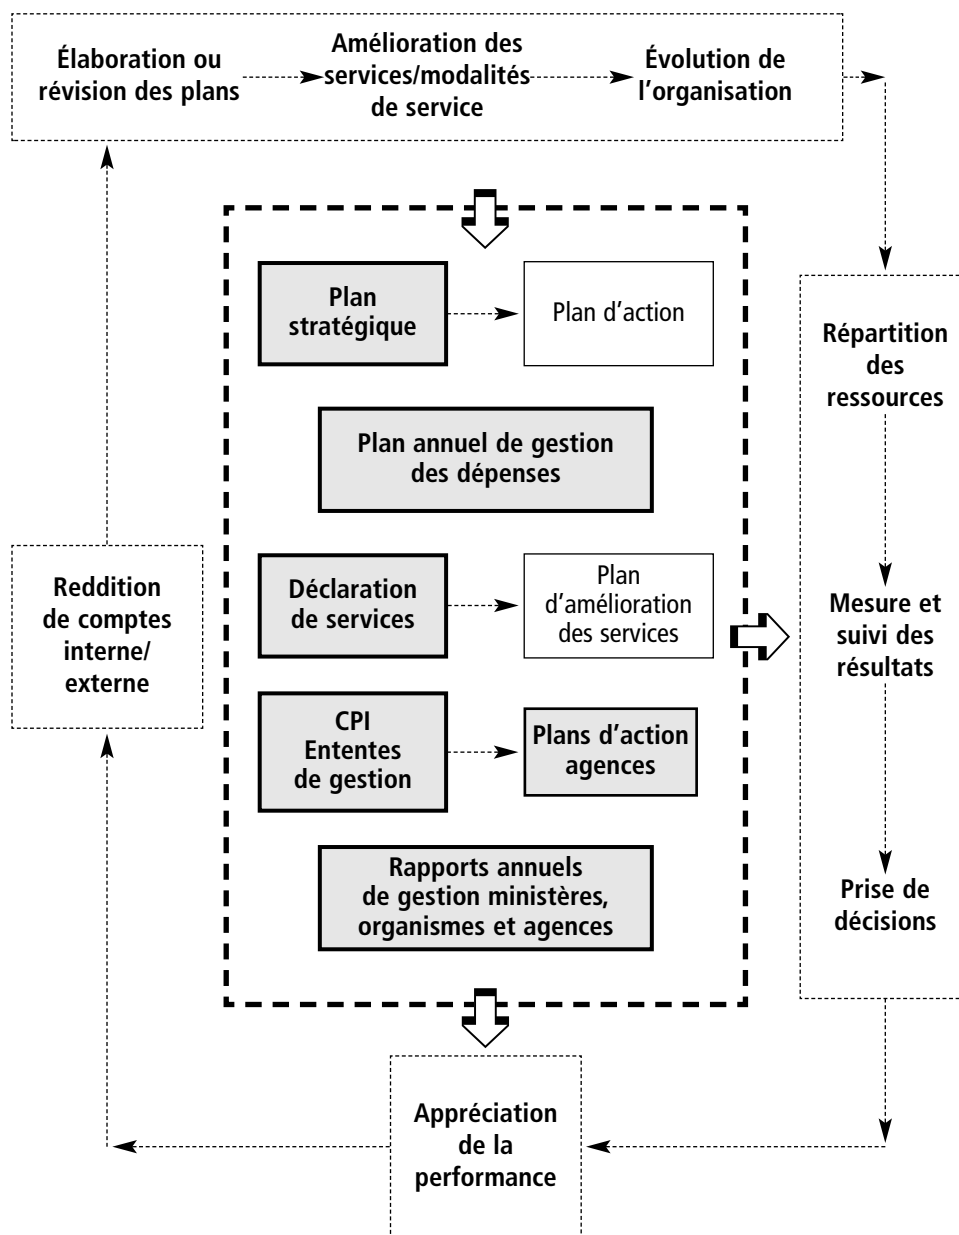 Élaboration ou
révision des plans
Amélioration des
services/modalités
de service
Évolution de
l'organisation
Plan
stratégique
Plan d'action
Plan annuel de gestion
des dépenses
Déclaration
de services
Plan
d'amélioration
des services
CPI
Ententes
de gestion
Plans d'action
agences
Rapports annuels
de gestion ministères,
organismes et agences
Répartition
des
ressources
Mesure et
suivi des
résultats
Prise de
décisions
Reddition
de comptes
interne/
externe
Appréciation
de la
performance